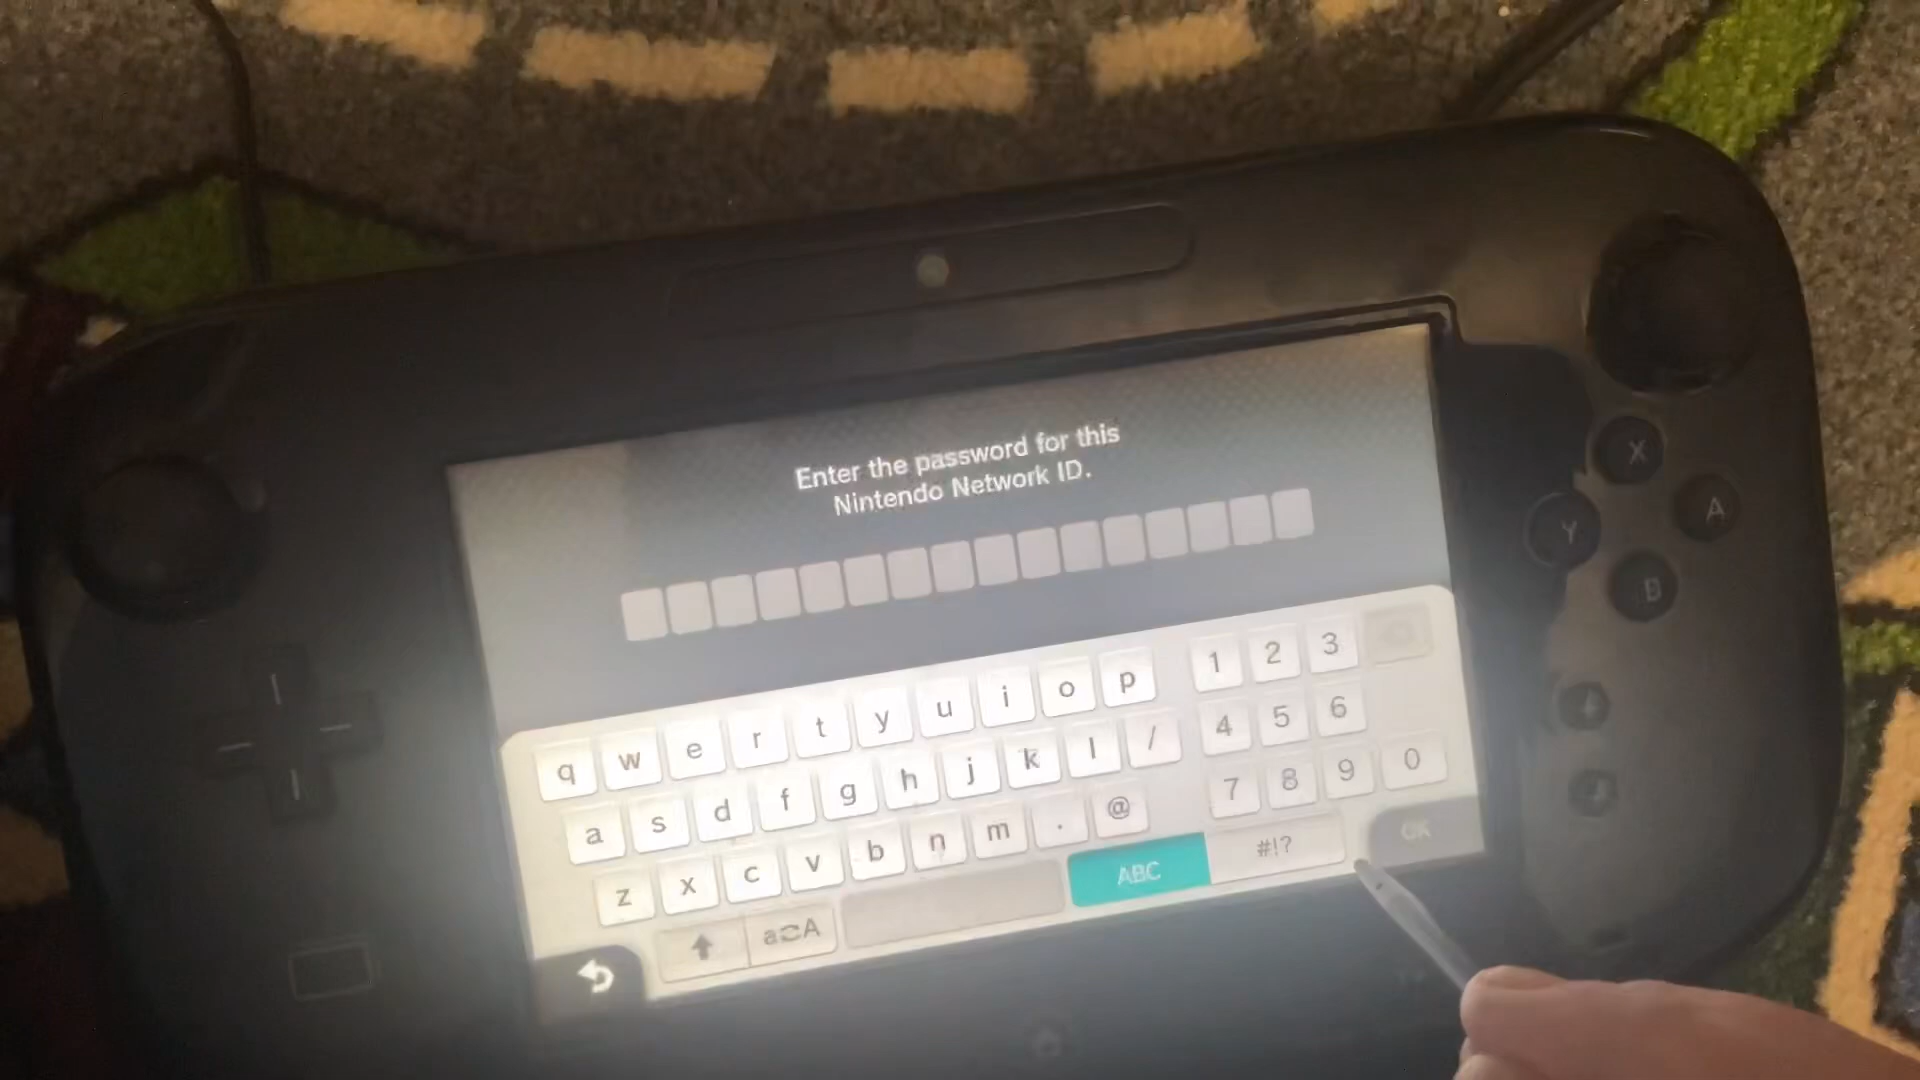 Enter the password for this
Nintendo Network ID.
q w e r t y u i o p 1 2 3
a s d f g h j k l / 4 5 6
z x c v b n m . @ 7 8 9 0
a A ABC #!? OK
X
Y A
B